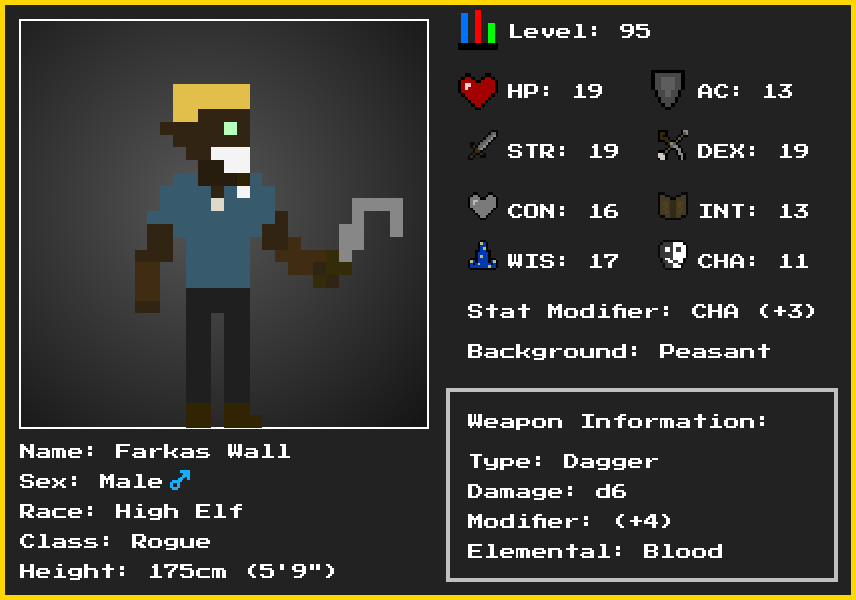 Level: 95
HP: 19
AC: 13
STR: 19
DEX: 19
CON: 16
INT: 13
WIS: 17
CHA: 11
Stat Modifier: CHA (+3)
Background: Peasant
Name: Farkas Wall
Sex: Male♂
Race: High Elf
Class: Rogue
Height: 175cm (5'9")
Weapon Information:
Type: Dagger
Damage: d6
Modifier: (+4)
Elemental: Blood